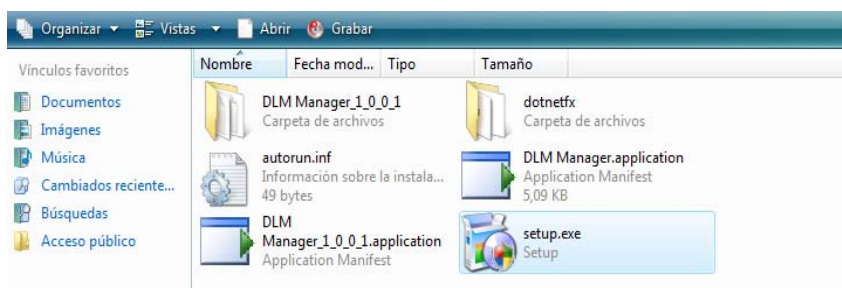 Organizar Vistas Abrir Grabar
Vínculos favoritos
Documentos
Imágenes
Música
Cambiados reciente...
Búsquedas
Acceso público
Nombre Fecha mod... Tipo Tamaño
DLM Manager_1_0_0_1
Carpeta de archivos
dotnetfx
Carpeta de archivos
autorun.inf
Información sobre la instala...
49 bytes
DLM Manager.application
Application Manifest
5,09 KB
DLM
Manager_1_0_0_1.application
Application Manifest
setup.exe
Setup